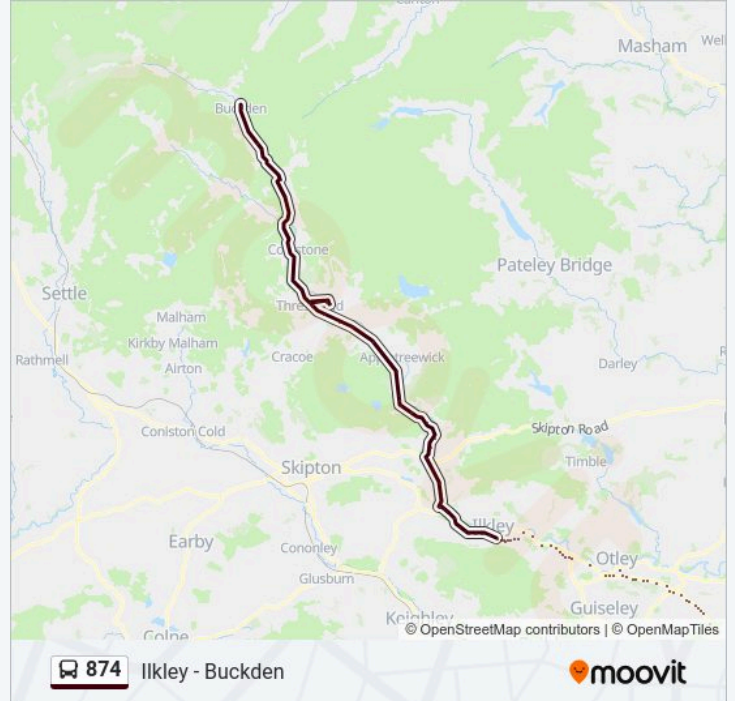 Masham
Buckden
Pateley Bridge
Settle
Malham
Kirkby Malham
Rathmell
Airton
Cracoe
Appletreewick
Darley
Coniston Cold
Skipton Road
Skipton
Timble
Ilkley
Earby
Cononley
Otley
Glusburn
Guiseley
Keighley
© OpenStreetMap contributors | © OpenMapTiles
874 Ilkley - Buckden
moovit